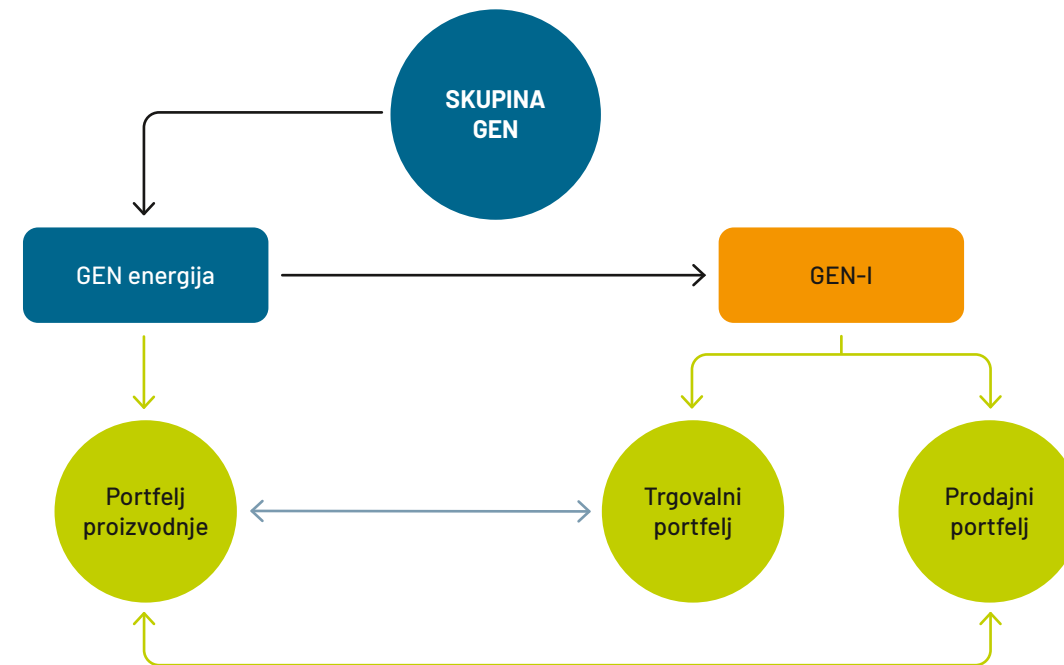 SKUPINA
GEN
GEN energija
GEN-I
Portfelj
proizvodnje
Trgovalni
portfelj
Prodajni
portfelj